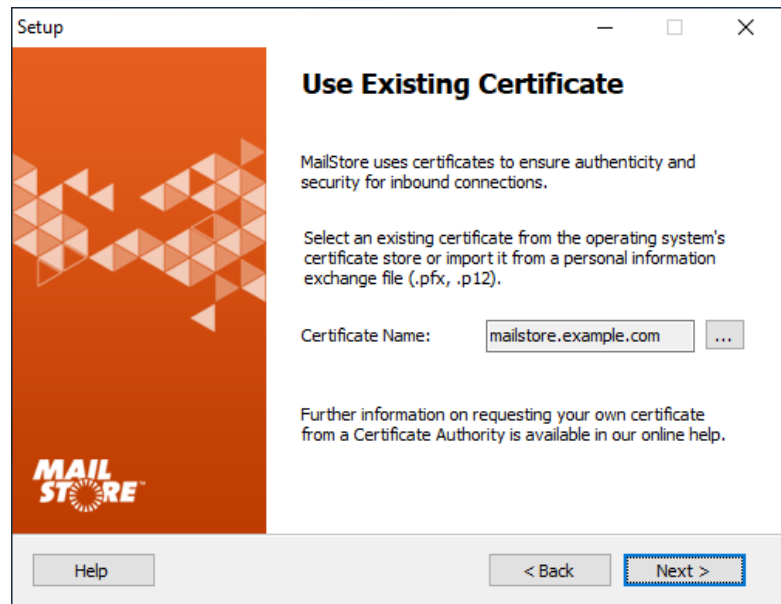 Setup
Use Existing Certificate
MailStore uses certificates to ensure authenticity and
security for inbound connections.
Select an existing certificate from the operating system's
certificate store or import it from a personal information
exchange file (.pfx, .p12).
Certificate Name: mailstore.example.com ...
Further information on requesting your own certificate
from a Certificate Authority is available in our online help.
MAIL
STORE™
Help < Back Next >